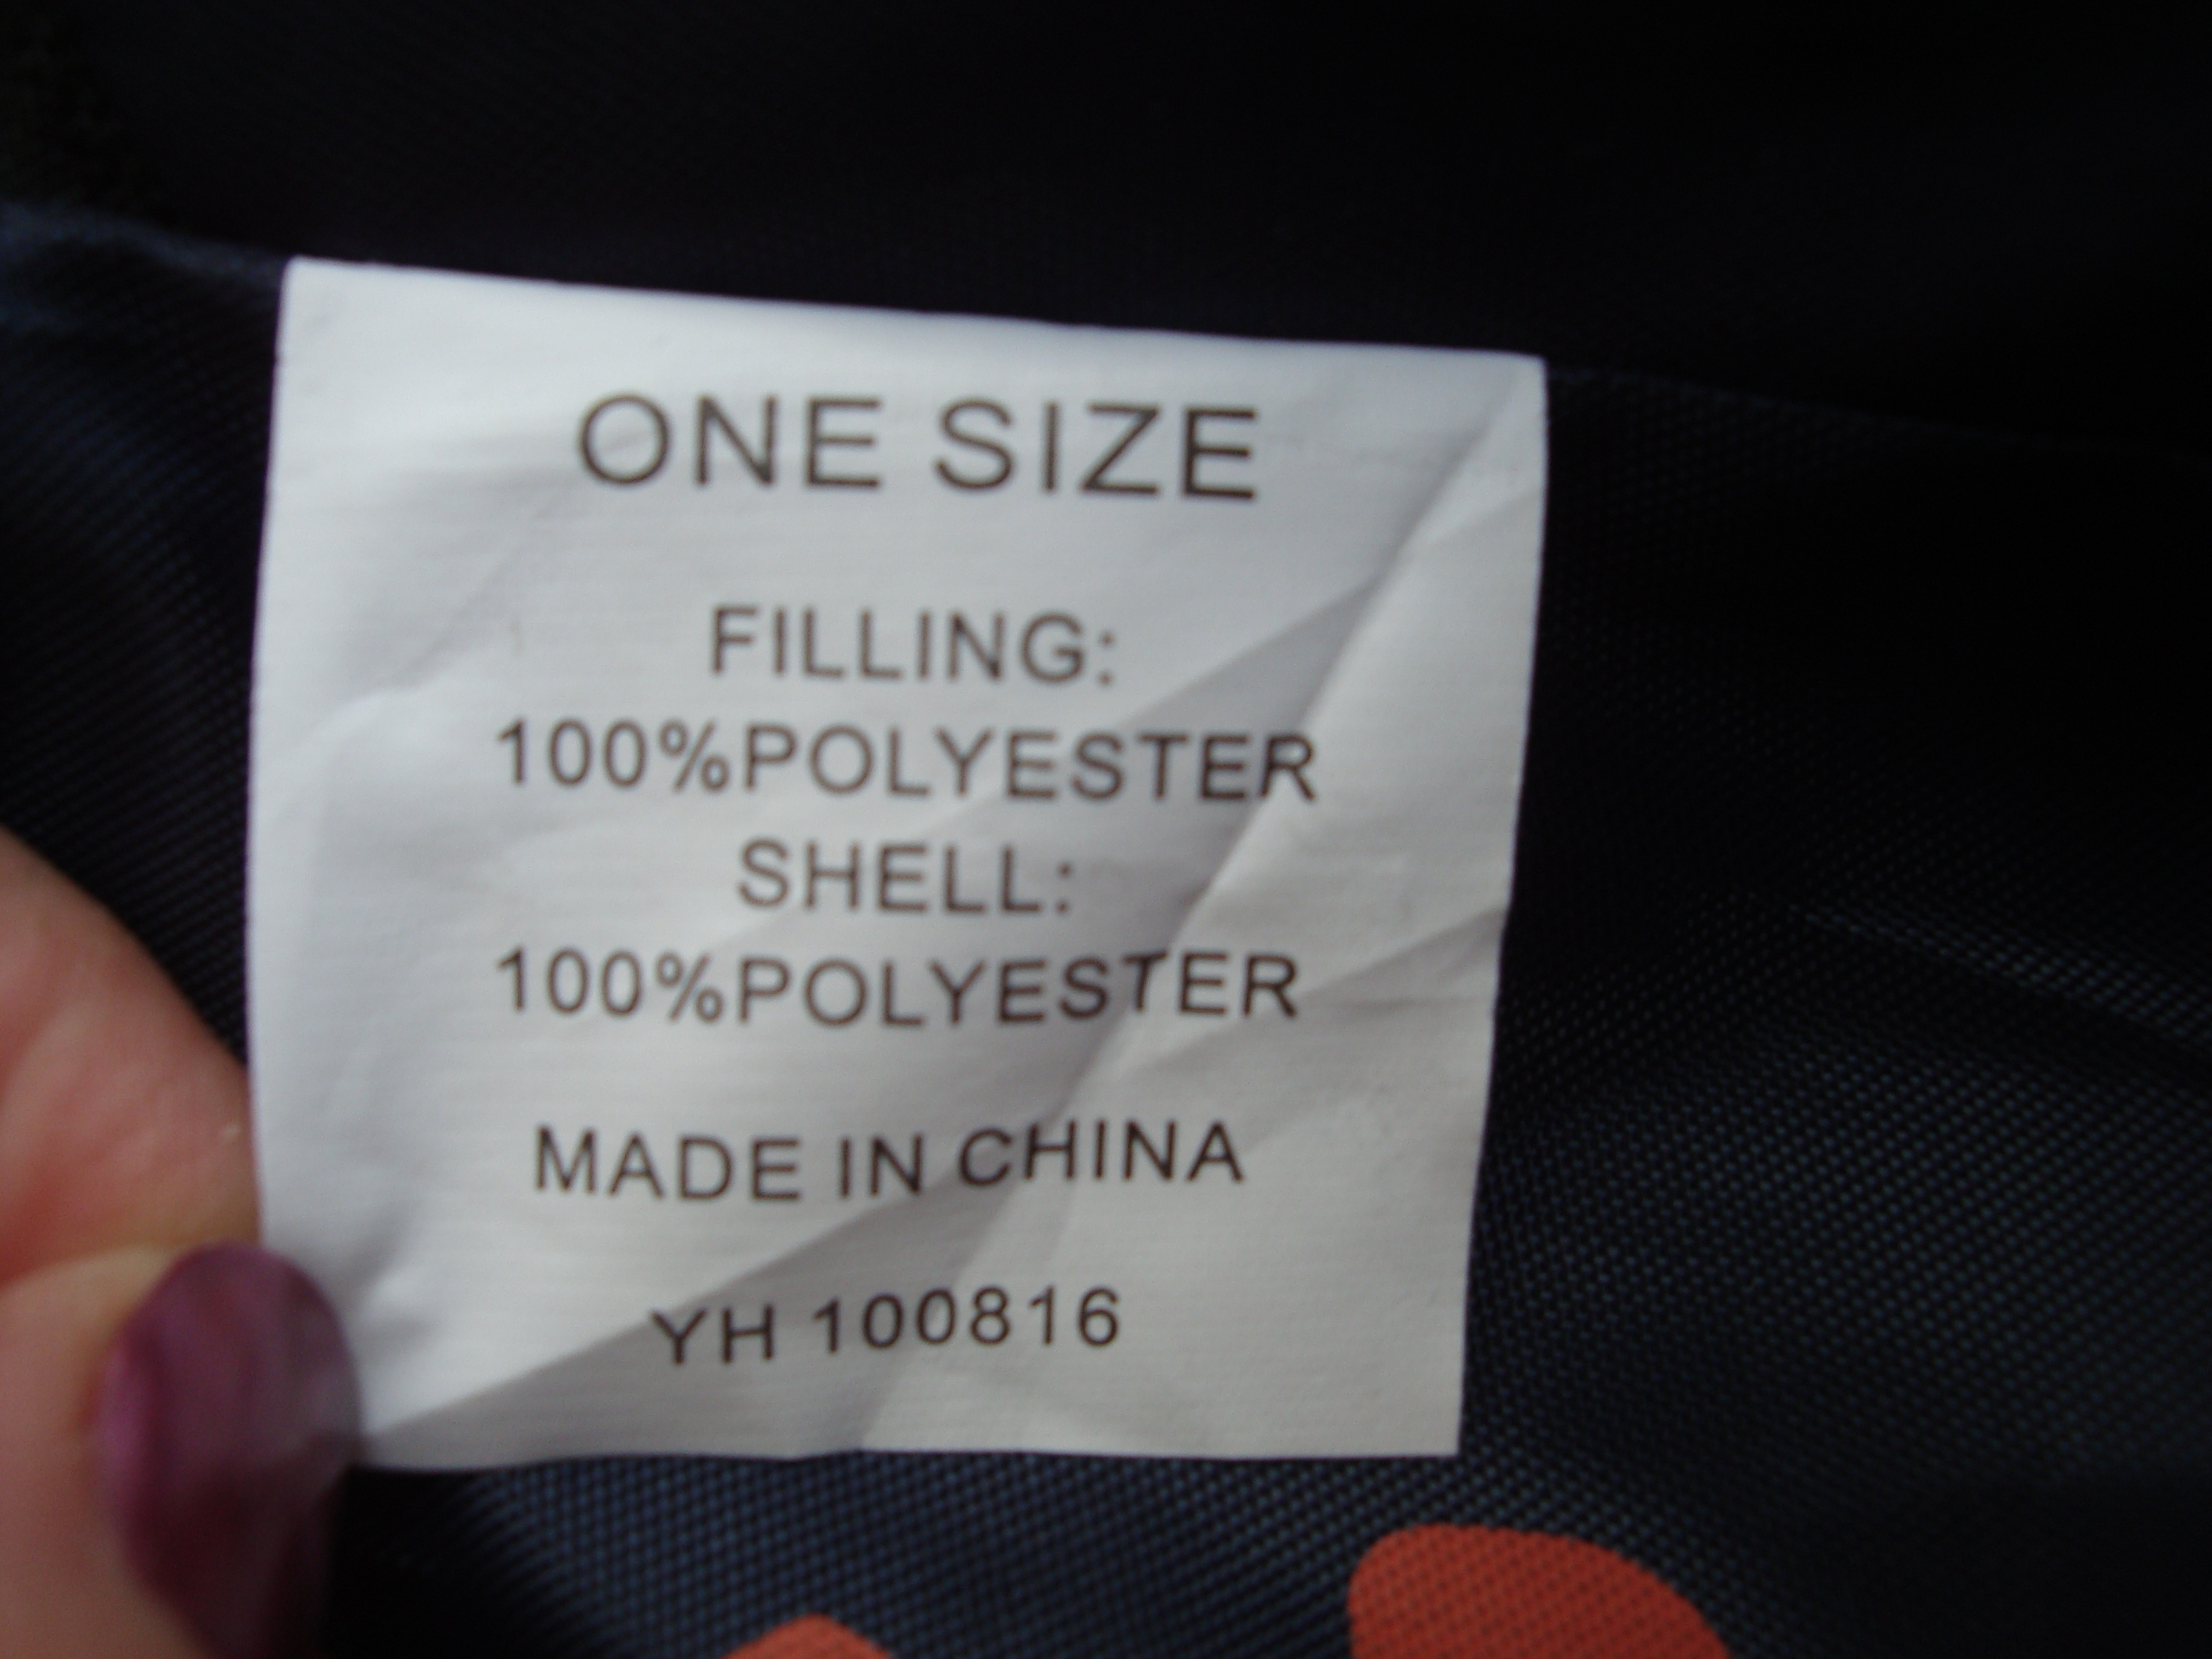 ONE SIZE
FILLING:
100%POLYESTER
SHELL:
100%POLYESTER
MADE IN CHINA
YH 100816